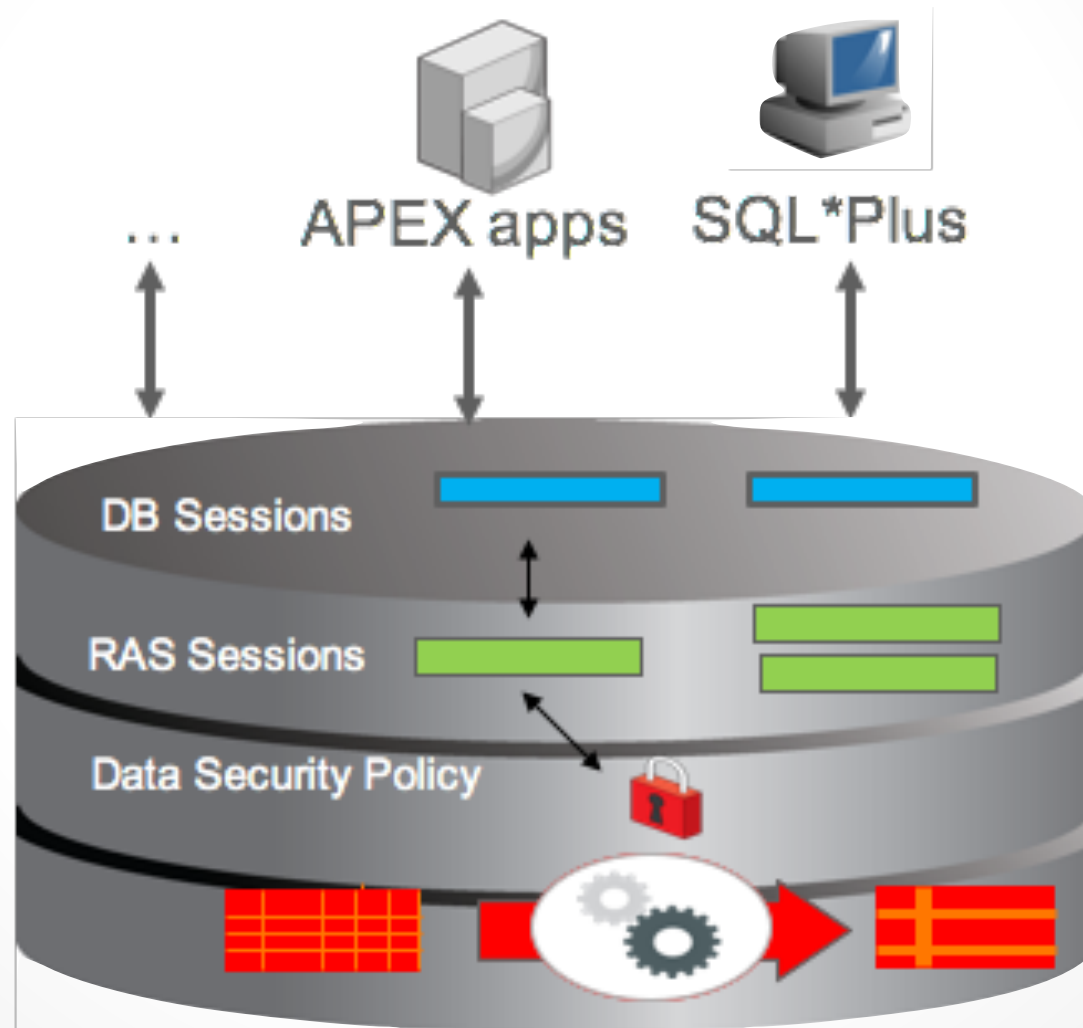 ...
APEX apps
SQL*Plus
DB Sessions
RAS Sessions
Data Security Policy